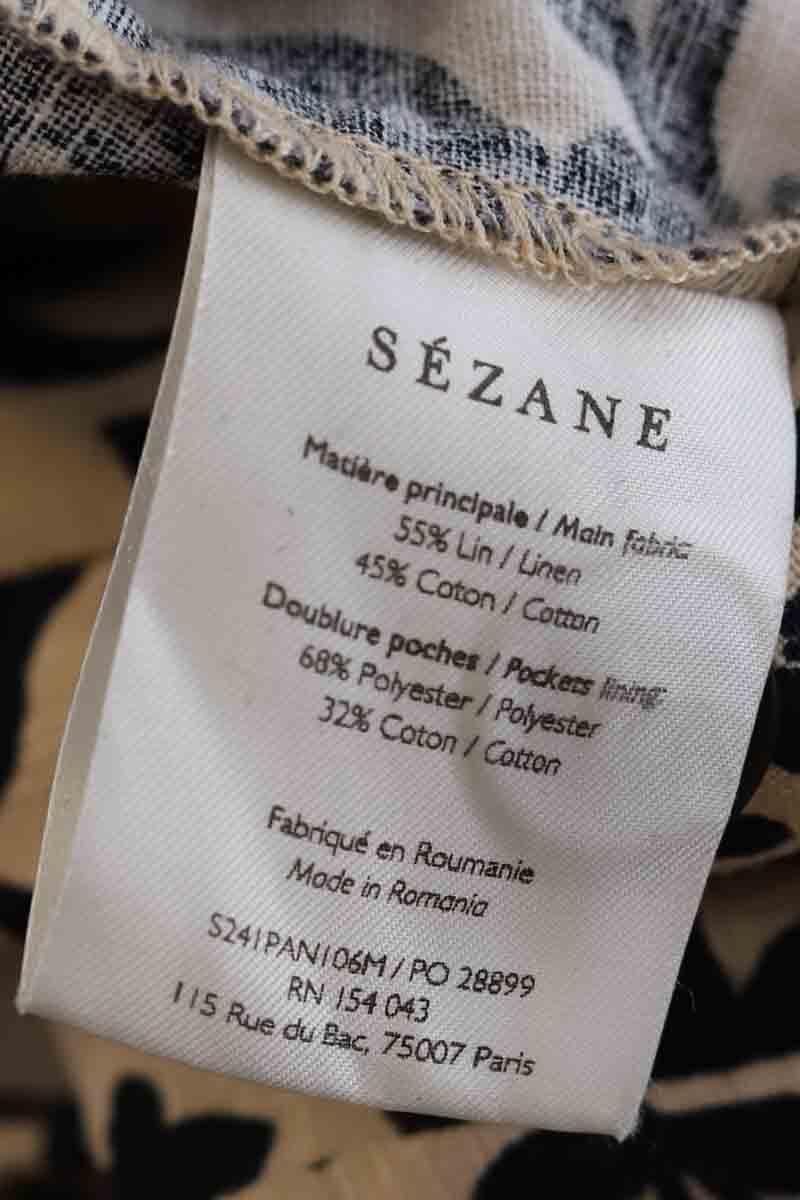 SÉZANE
Matière principale / Main fabric
55% Lin / Linen
45% Coton / Cotton
Doublure poches / Pockets lining:
68% Polyester / Polyester
32% Coton / Cotton
Fabriqué en Roumanie
Made in Romania
S241PAN106M / PO 28899
RN 154 043
115 Rue du Bac, 75007 Paris